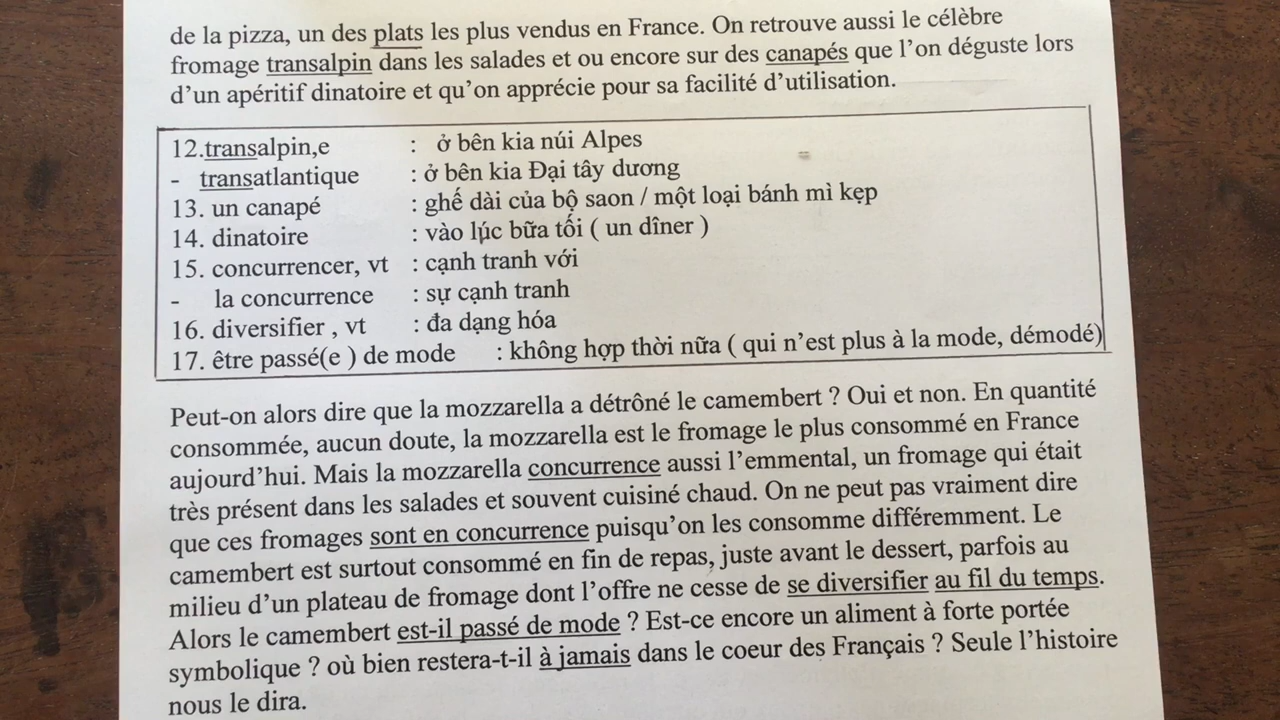 de la pizza, un des plats les plus vendus en France. On retrouve aussi le célèbre
fromage transalpin dans les salades et ou encore sur des canapés que l’on déguste lors
d’un apéritif dinatoire et qu’on apprécie pour sa facilité d’utilisation.
12.transalpin,e : ở bên kia núi Alpes
- transatlantique : ở bên kia Đại tây dương
13. un canapé : ghế dài của bộ saon / một loại bánh mì kẹp
14. dinatoire : vào lúc bữa tối ( un dîner )
15. concurrencer, vt : cạnh tranh với
- la concurrence : sự cạnh tranh
16. diversifier , vt : đa dạng hóa
17. être passé(e ) de mode : không hợp thời nữa ( qui n’est plus à la mode, démodé)
Peut-on alors dire que la mozzarella a détrôné le camembert ? Oui et non. En quantité
consommée, aucun doute, la mozzarella est le fromage le plus consommé en France
aujourd’hui. Mais la mozzarella concurrence aussi l’emmental, un fromage qui était
très présent dans les salades et souvent cuisiné chaud. On ne peut pas vraiment dire
que ces fromages sont en concurrence puisqu’on les consomme différemment. Le
camembert est surtout consommé en fin de repas, juste avant le dessert, parfois au
milieu d’un plateau de fromage dont l’offre ne cesse de se diversifier au fil du temps.
Alors le camembert est-il passé de mode ? Est-ce encore un aliment à forte portée
symbolique ? où bien restera-t-il à jamais dans le coeur des Français ? Seule l’histoire
nous le dira.